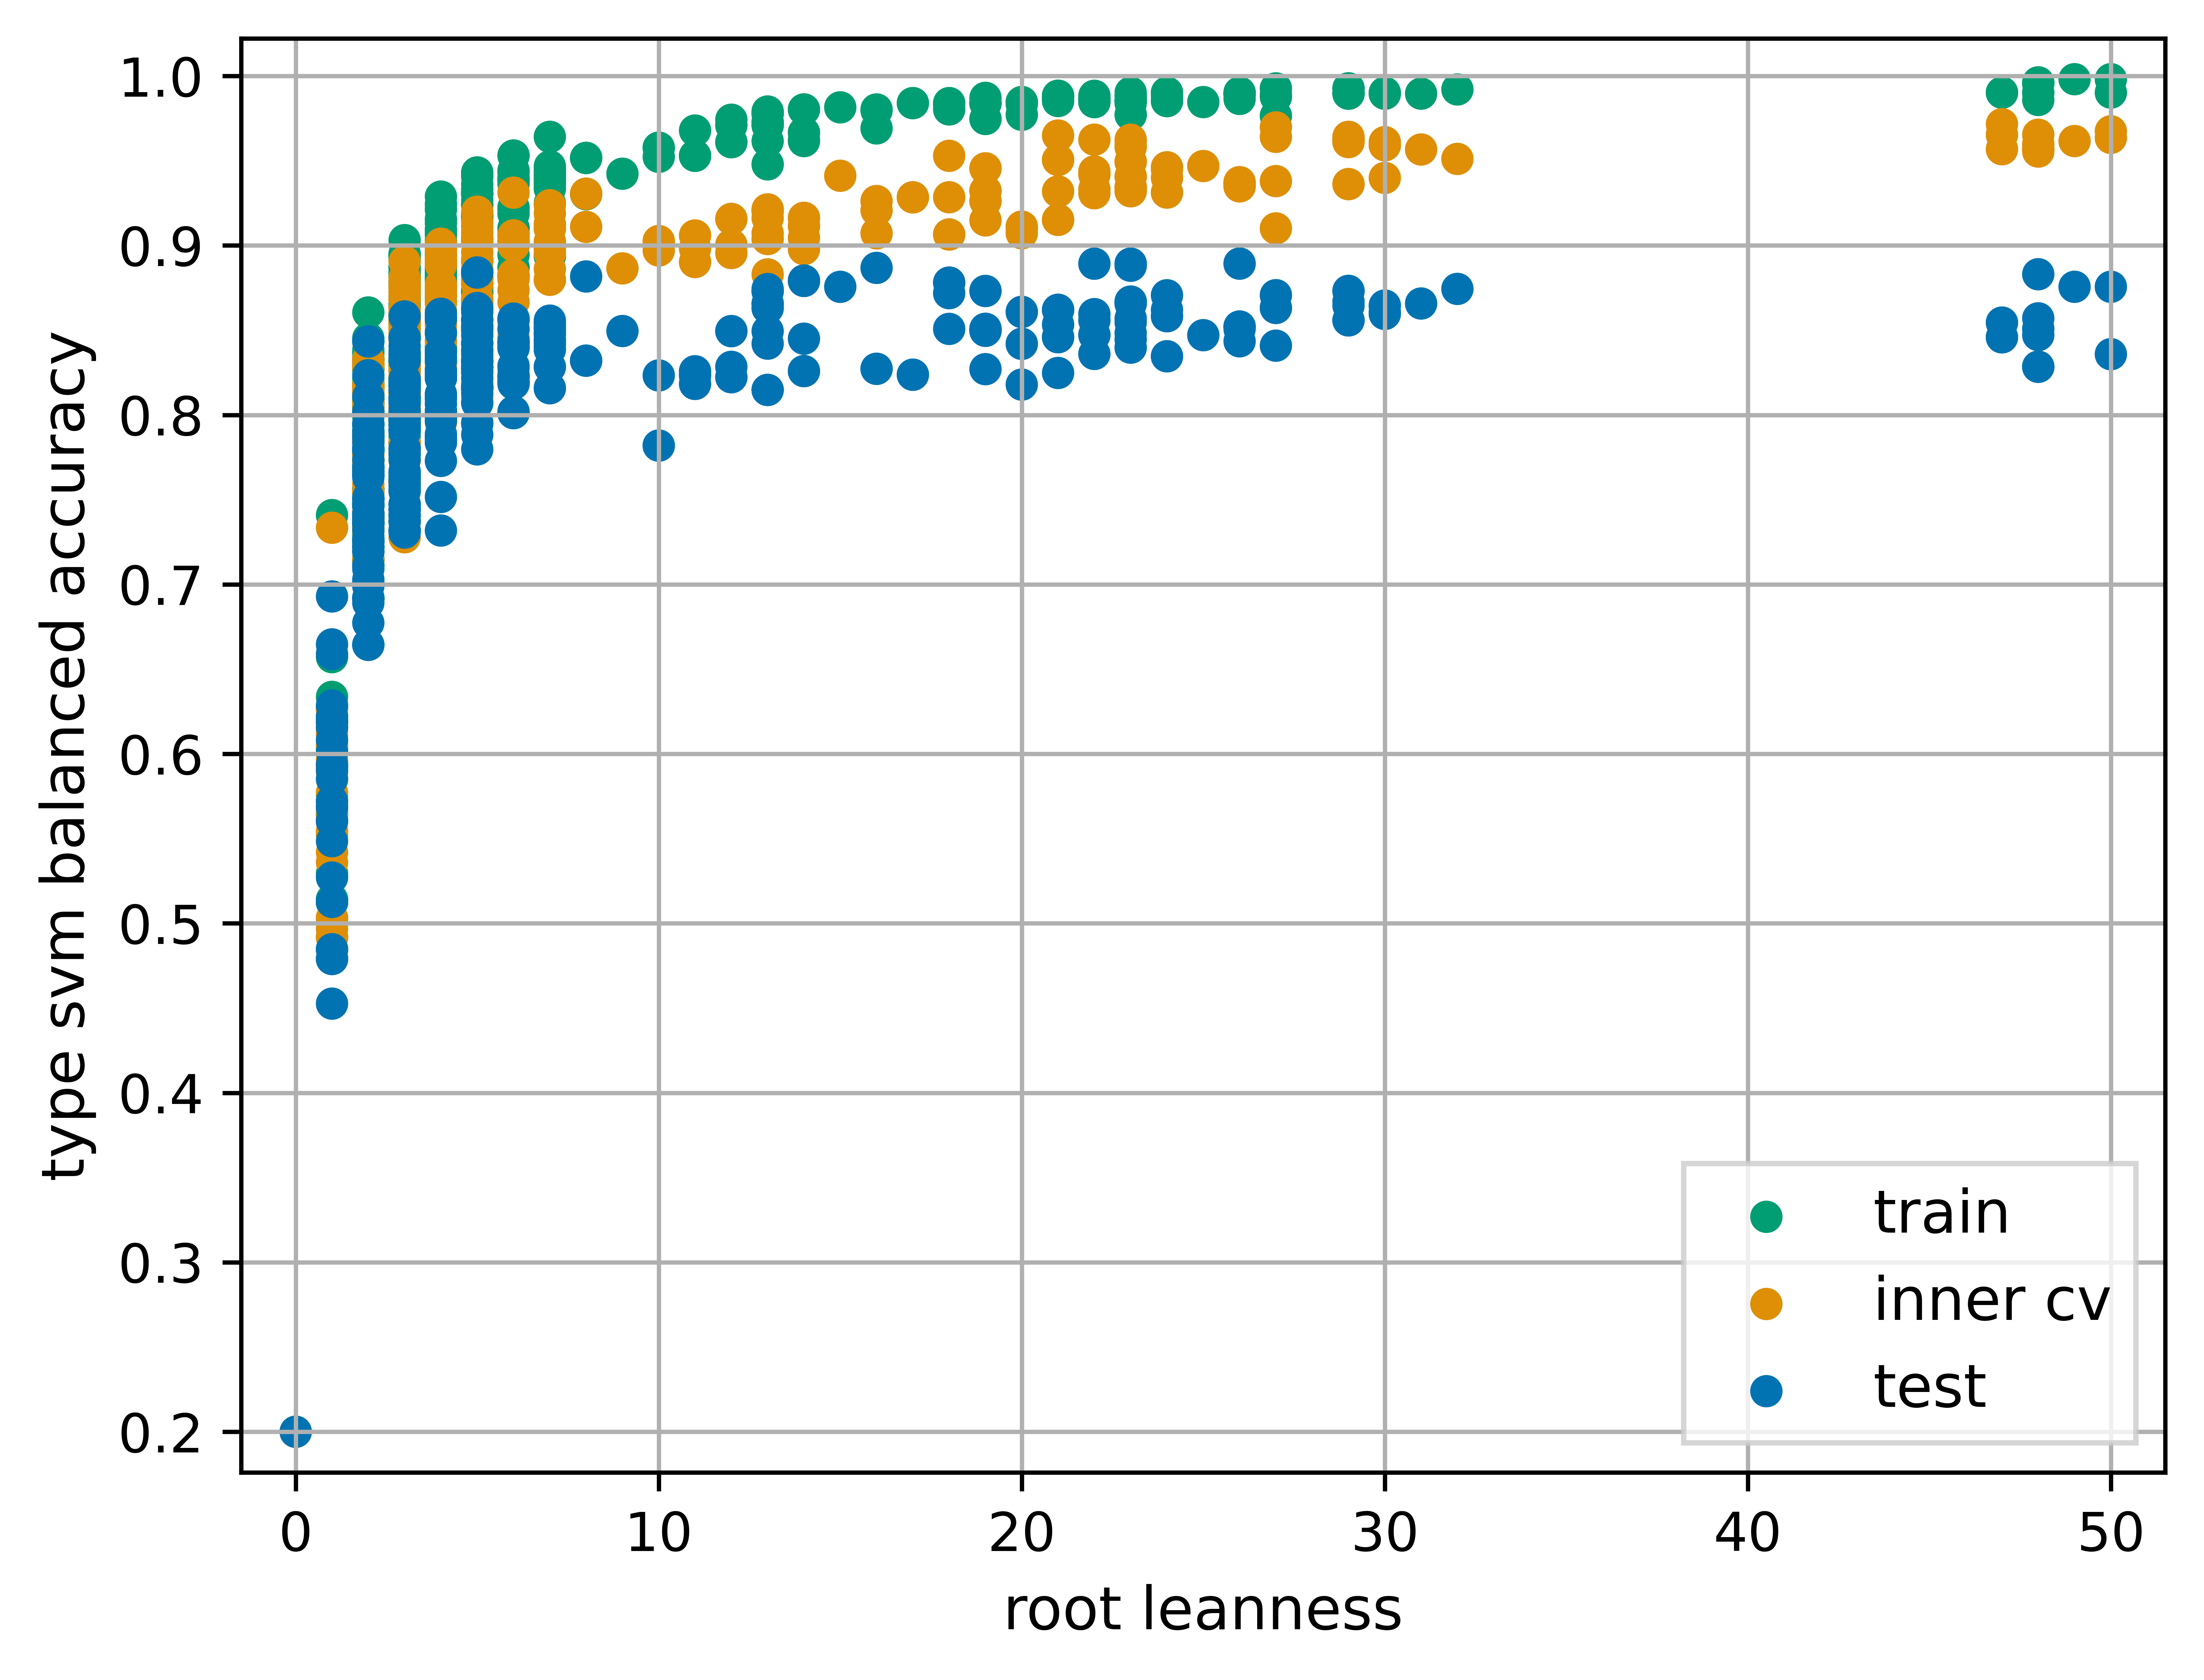 type svm balanced accuracy
1.0
0.9
0.8
0.7
0.6
0.5
0.4
0.3
0.2
0 10 20 30 40 50
root leanness
train
inner cv
test